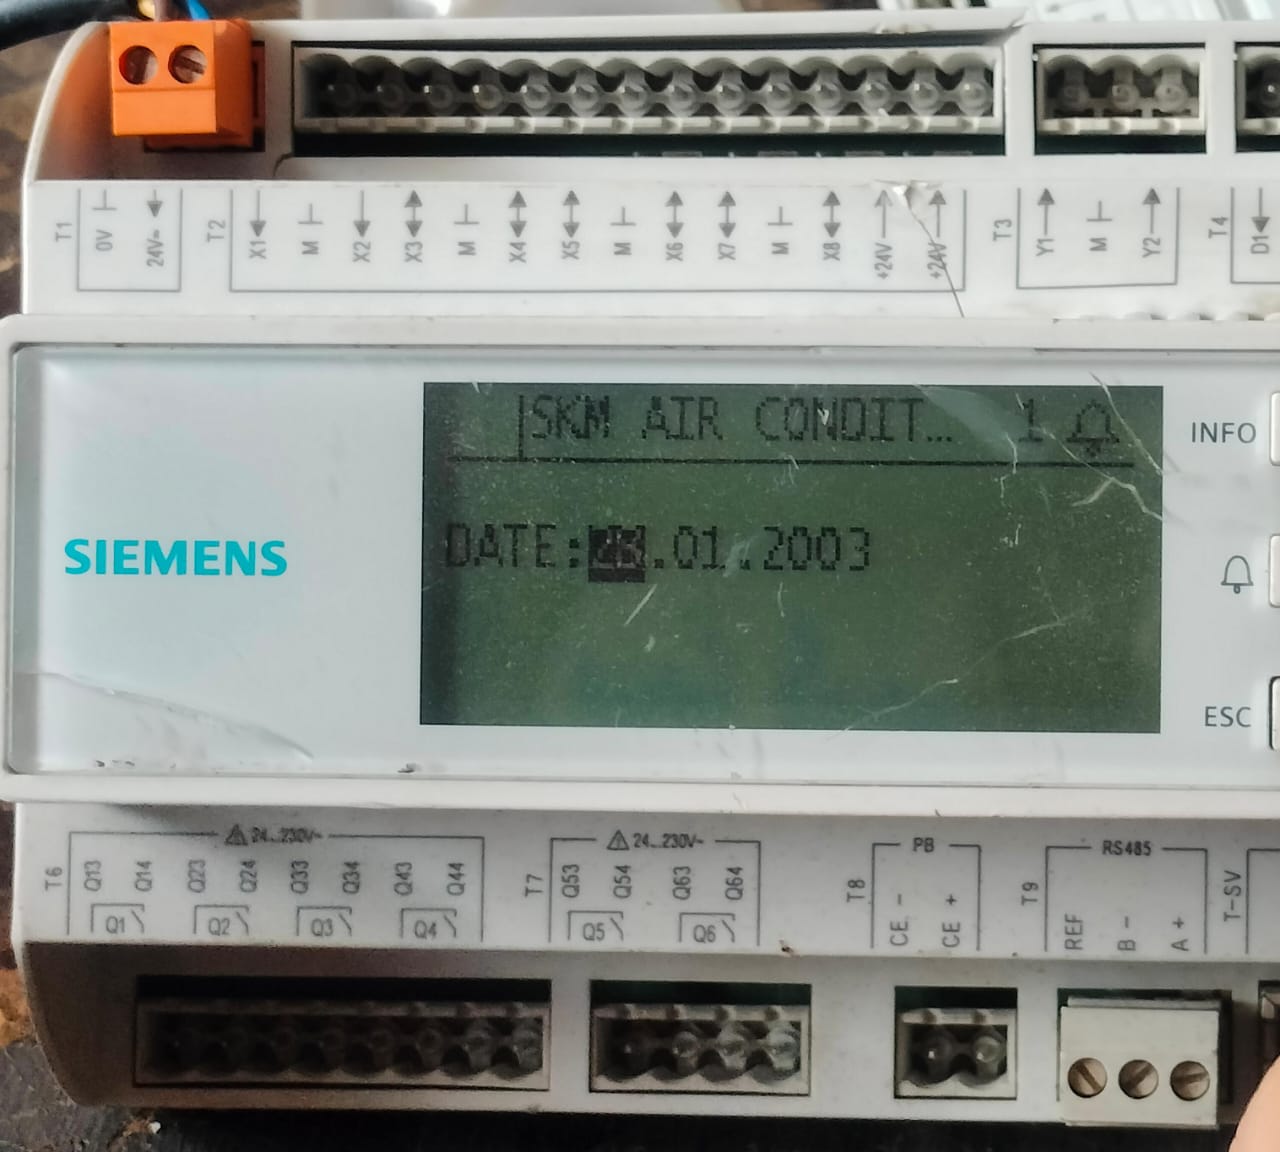 T1 0V 24V≂
T2 X1 M X2 X3 M X4 X5 M X6 X7 M X8 +24V +24V
T3 Y1 M Y2
T4 D1
SKM AIR CONDIT... 1
INFO
SIEMENS
DATE: .01.2003
ESC
24...230V~
24...230V~
PB
RS485
T6 Q13 Q14 Q23 Q24 Q33 Q34 Q43 Q44
T7 Q53 Q54 Q63 Q64
T8 CE - CE +
T9 REF B - A +
T-SV
Q1 Q2 Q3 Q4
Q5 Q6